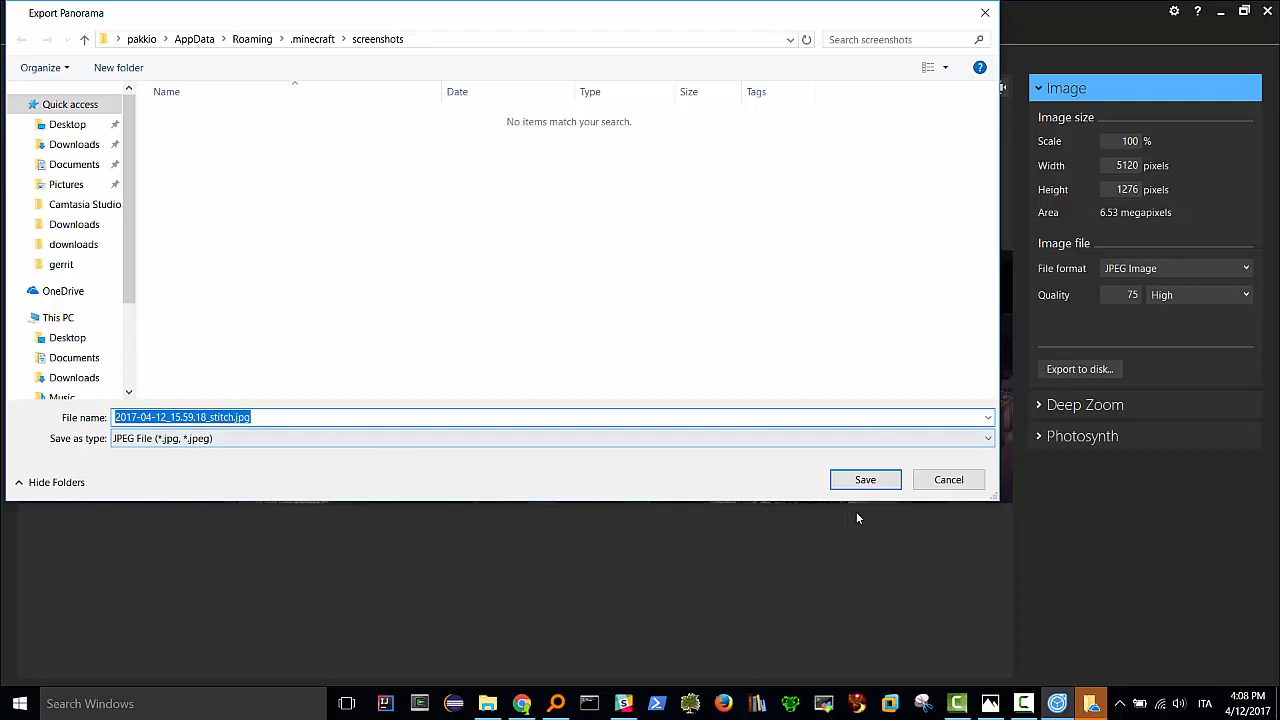 Export Panorama
pakkio > AppData > Roaming > .minecraft > screenshots
Search screenshots
Organize
New folder
Name
Date
Type
Size
Tags
No items match your search.
Quick access
Desktop
Downloads
Documents
Pictures
Camtasia Studio
Downloads
downloads
gerrit
OneDrive
This PC
Desktop
Documents
Downloads
Music
File name: 2017-04-12_15.59.18_stitch.jpg
Save as type: JPEG File (*.jpg, *.jpeg)
Hide Folders
Save
Cancel
Image
Image size
Scale 100 %
Width 5120 pixels
Height 1276 pixels
Area 6.53 megapixels
Image file
File format JPEG Image
Quality 75 High
Export to disk...
Deep Zoom
Photosynth
Search Windows
ITA
4:08 PM
4/12/2017